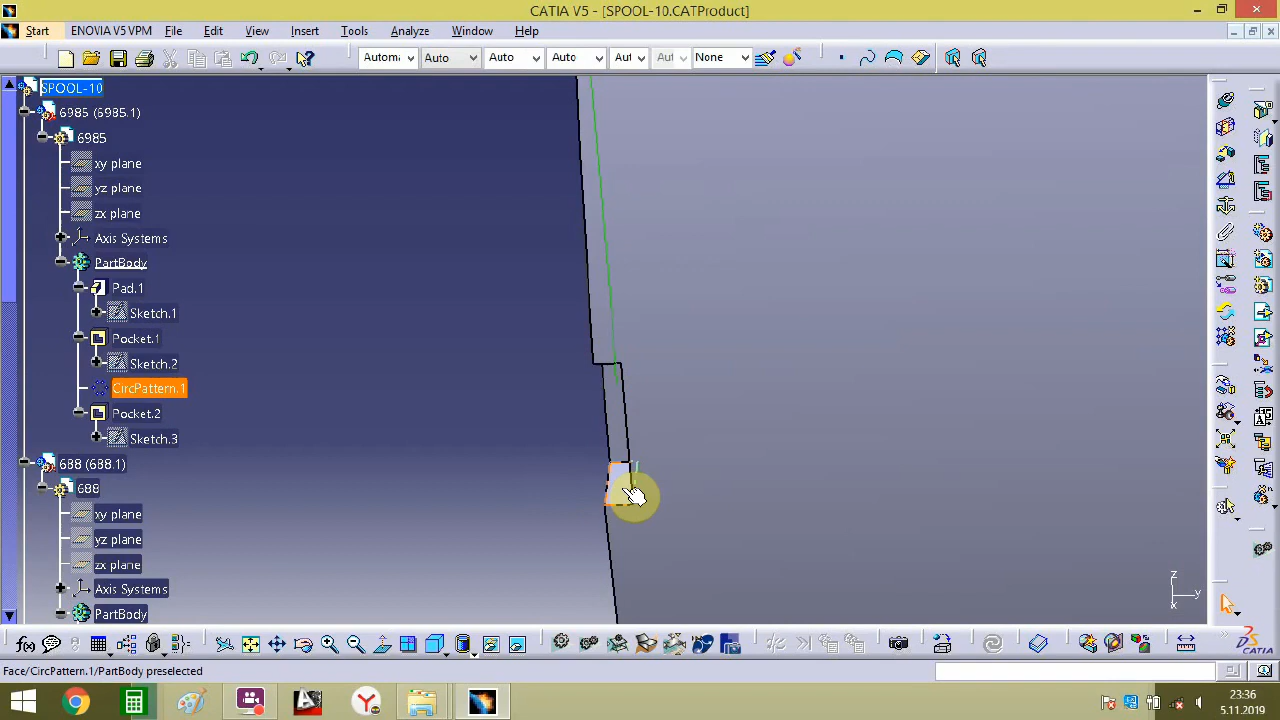 CATIA V5 - [SPOOL-10.CATProduct]
Start ENOVIA V5 VPM File Edit View Insert Tools Analyze Window Help
Automa Auto Auto Auto Aut Aut None
SPOOL-10
6985 (6985.1)
6985
xy plane
yz plane
zx plane
Axis Systems
PartBody
Pad.1
Sketch.1
Pocket.1
Sketch.2
CircPattern.1
Pocket.2
Sketch.3
688 (688.1)
688
xy plane
yz plane
zx plane
Axis Systems
PartBody
z
y
x
CATIA
Face/CircPattern.1/PartBody preselected
23:36
5.11.2019